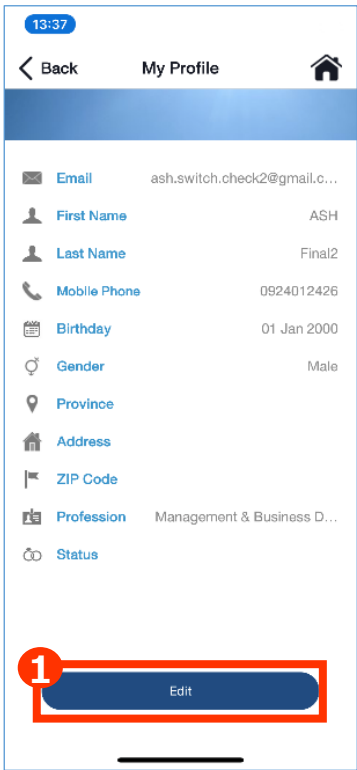 13:37
Back My Profile
Email ash.switch.check2@gmail.c...
First Name ASH
Last Name Final2
Mobile Phone 0924012426
Birthday 01 Jan 2000
Gender Male
Province
Address
ZIP Code
Profession Management & Business D...
Status
1
Edit